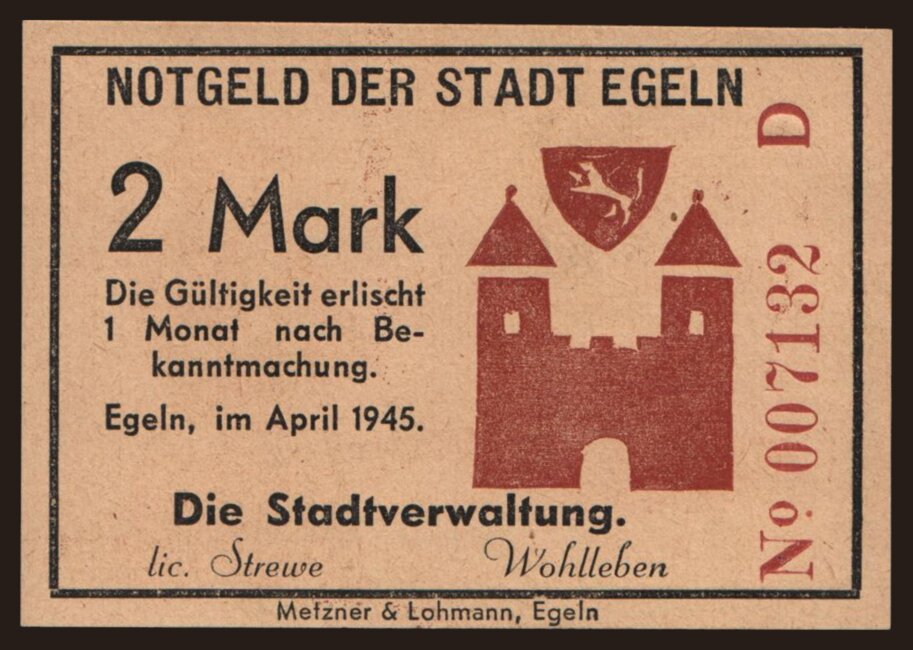 NOTGELD DER STADT EGELN
2 Mark
Die Gültigkeit erlischt
1 Monat nach Be-
kanntmachung.
Egeln, im April 1945.
Die Stadtverwaltung.
lic. Strewe Wohlleben
Metzner & Lohmann, Egeln
No. 007132 D